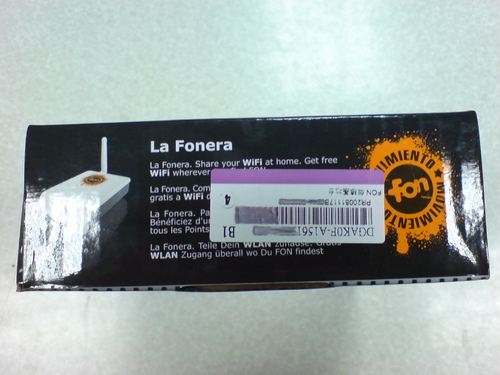 La Fonera
La Fonera. Share your WiFi at home. Get free
WiFi wherever
La Fonera.
gratis a WiFi
La Fonera.
Bénéficiez d'u
tous les Points
La Fonera. Teile Dein WLAN zuhause. Gratis
WLAN Zugang überall wo Du FON findest
MOVIMIENTO
fon
MOVIMIENTO
DGAK0F-A1561
B1
4